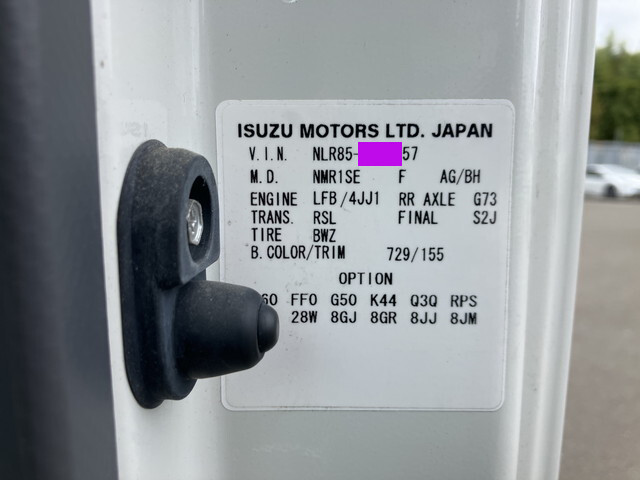 ISUZU MOTORS LTD. JAPAN
V.I.N. NLR85- 57
M.D. NMR1SE F AG/BH
ENGINE LFB/4JJ1 RR AXLE G73
TRANS. RSL FINAL S2J
TIRE BWZ
B.COLOR/TRIM 729/155
OPTION
FF0 G50 K44 Q3Q RPS
28W 8GJ 8GR 8JJ 8JM